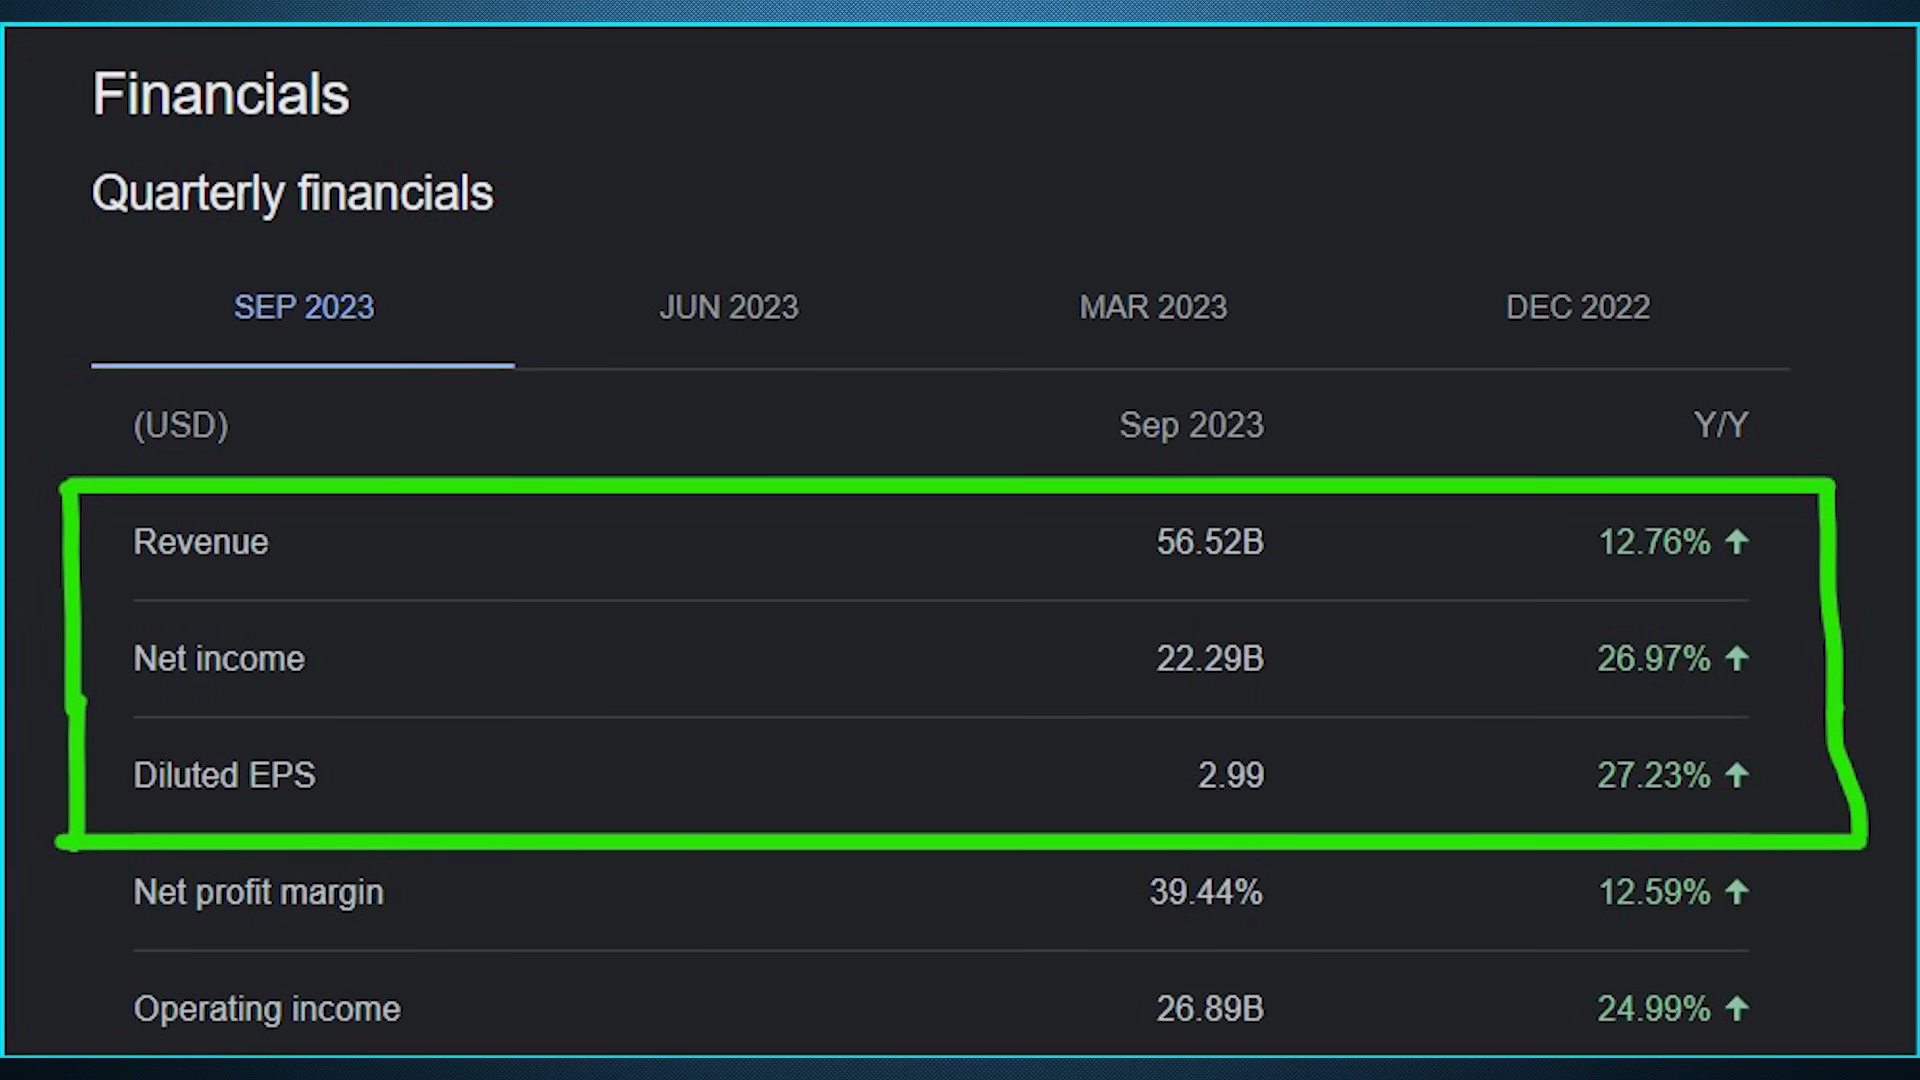 Financials
Quarterly financials
SEP 2023 JUN 2023 MAR 2023 DEC 2022
(USD) Sep 2023 Y/Y
Revenue 56.52B 12.76%
Net income 22.29B 26.97%
Diluted EPS 2.99 27.23%
Net profit margin 39.44% 12.59%
Operating income 26.89B 24.99%